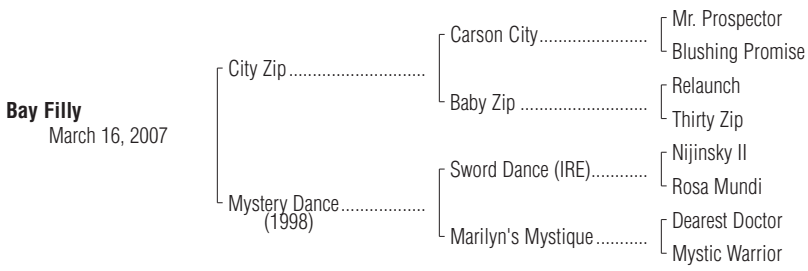 Mr. Prospector
Carson City......................
Blushing Promise
City Zip............................
Relaunch
Baby Zip ..........................
Thirty Zip
Bay Filly
March 16, 2007
Nijinsky II
Sword Dance (IRE)...........
Rosa Mundi
Mystery Dance.................
(1998)
Dearest Doctor
Marilyn's Mystique..........
Mystic Warrior